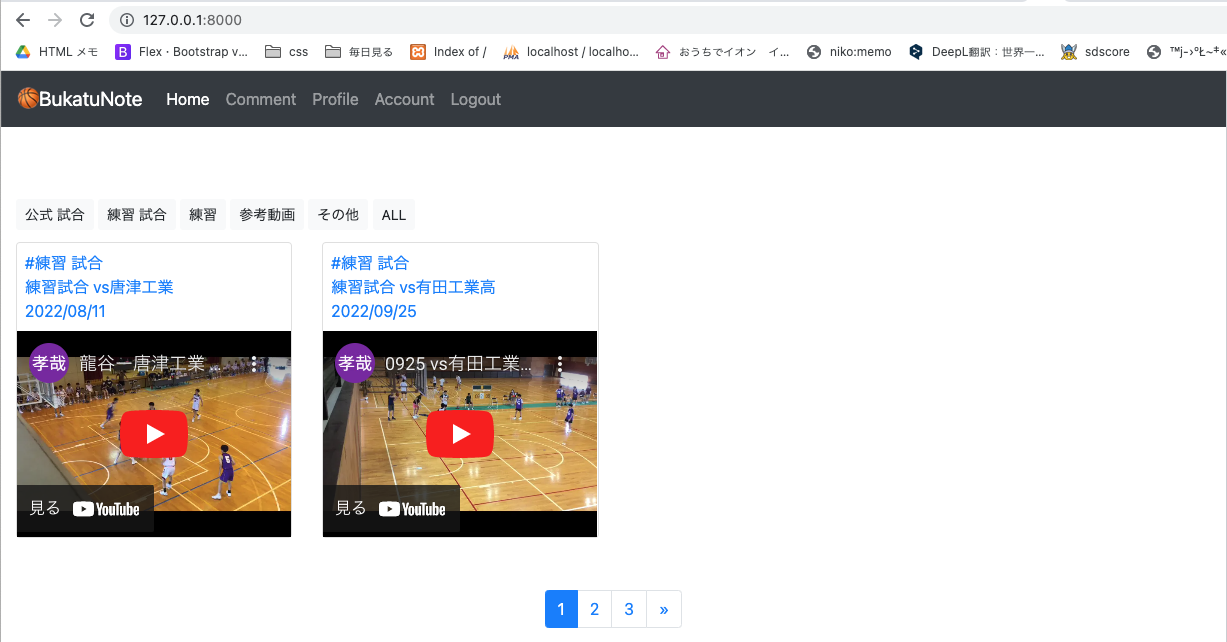 127.0.0.1:8000
HTML メモ
Flex · Bootstrap v...
css
毎日見る
Index of /
localhost / localho...
おうちでイオン イ...
niko:memo
DeepL翻訳：世界一...
sdscore
BukatuNote
Home
Comment
Profile
Account
Logout
公式 試合
練習 試合
練習
参考動画
その他
ALL
#練習 試合
練習試合 vs唐津工業
2022/08/11
孝哉
龍谷ー唐津工業 ...
見る
YouTube
#練習 試合
練習試合 vs有田工業高
2022/09/25
孝哉
0925 vs有田工業...
見る
YouTube
1
2
3
»